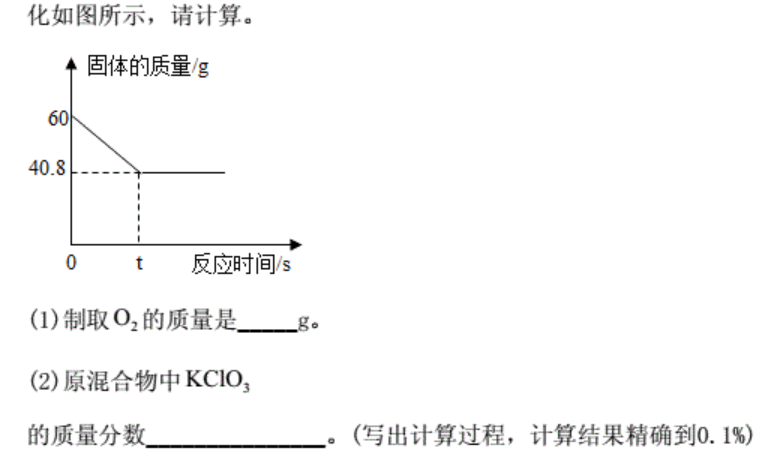 化如图所示，请计算。
固体的质量/g
60
40.8
0 t 反应时间/s
(1)制取O₂的质量是_____g。
(2)原混合物中KClO₃
的质量分数_______________。(写出计算过程，计算结果精确到0.1%)